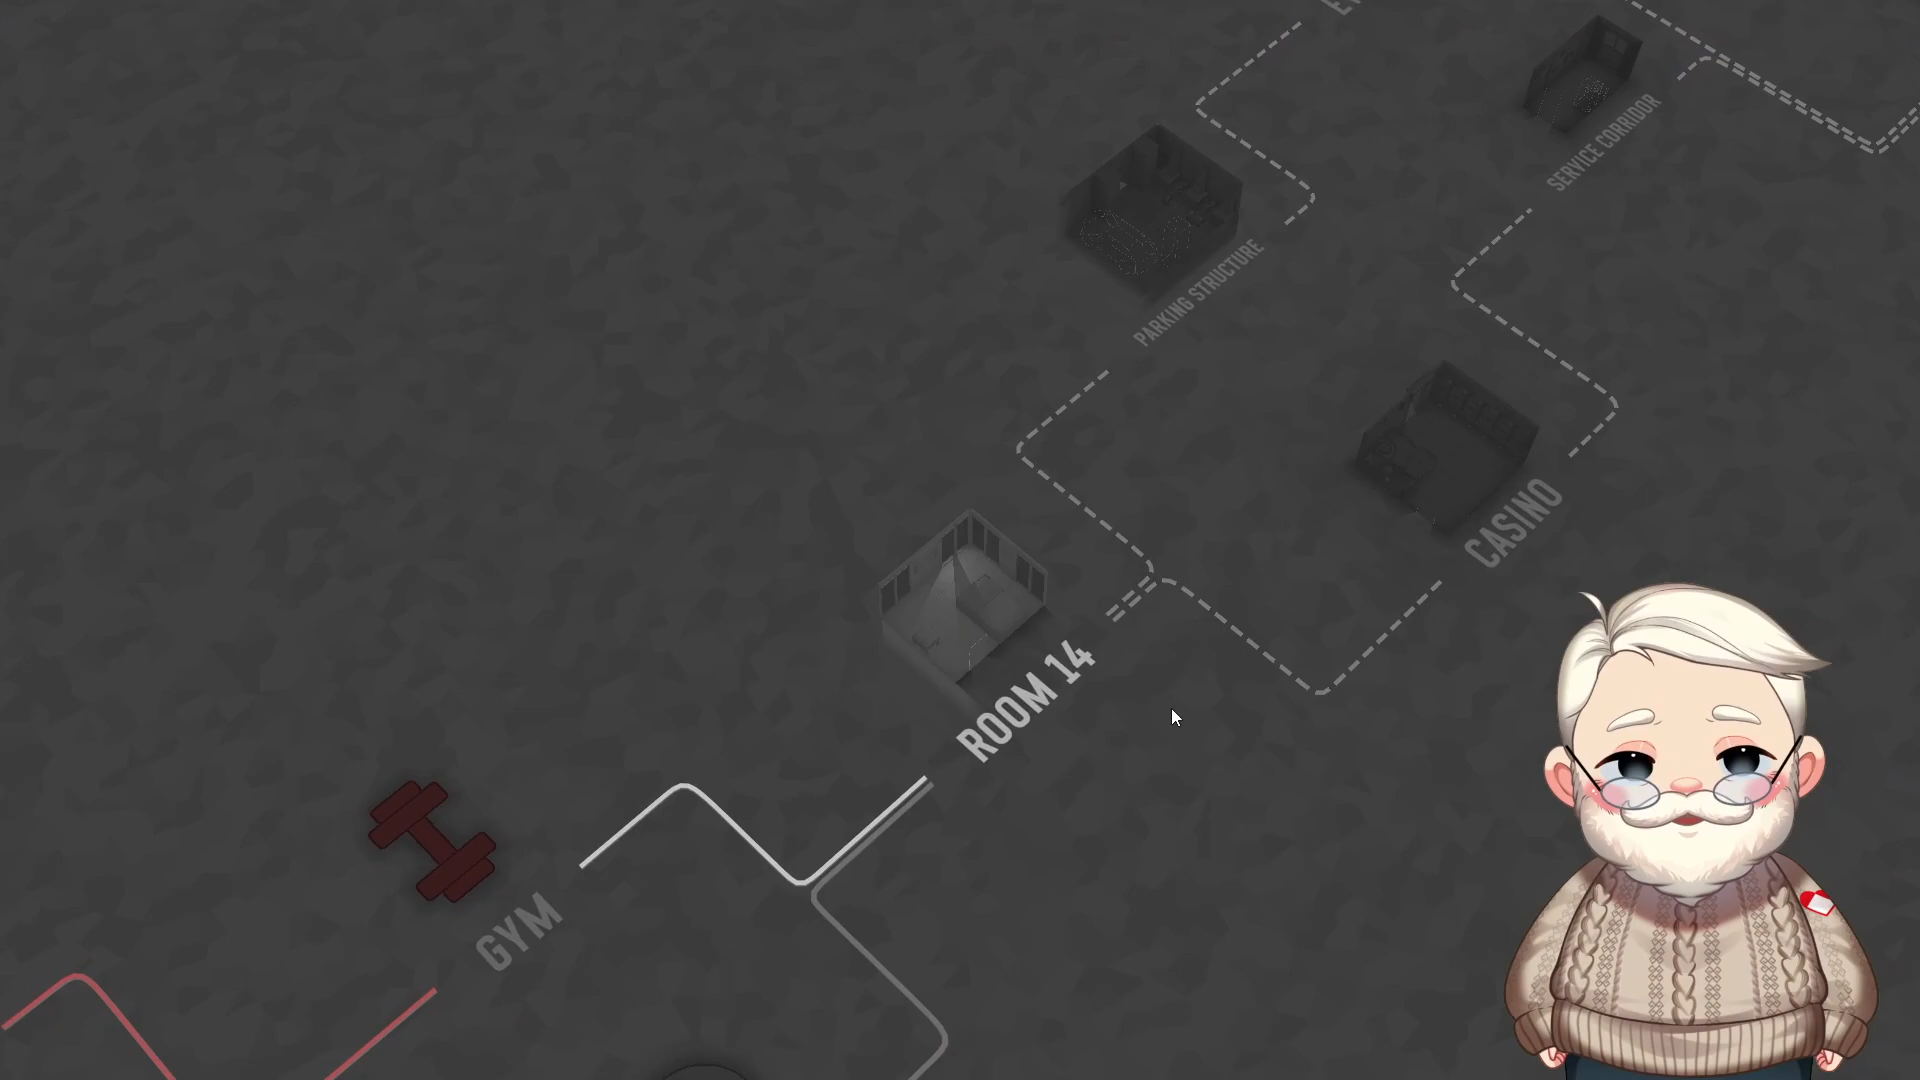 SERVICE CORRIDOR
PARKING STRUCTURE
CASINO
ROOM 14
GYM